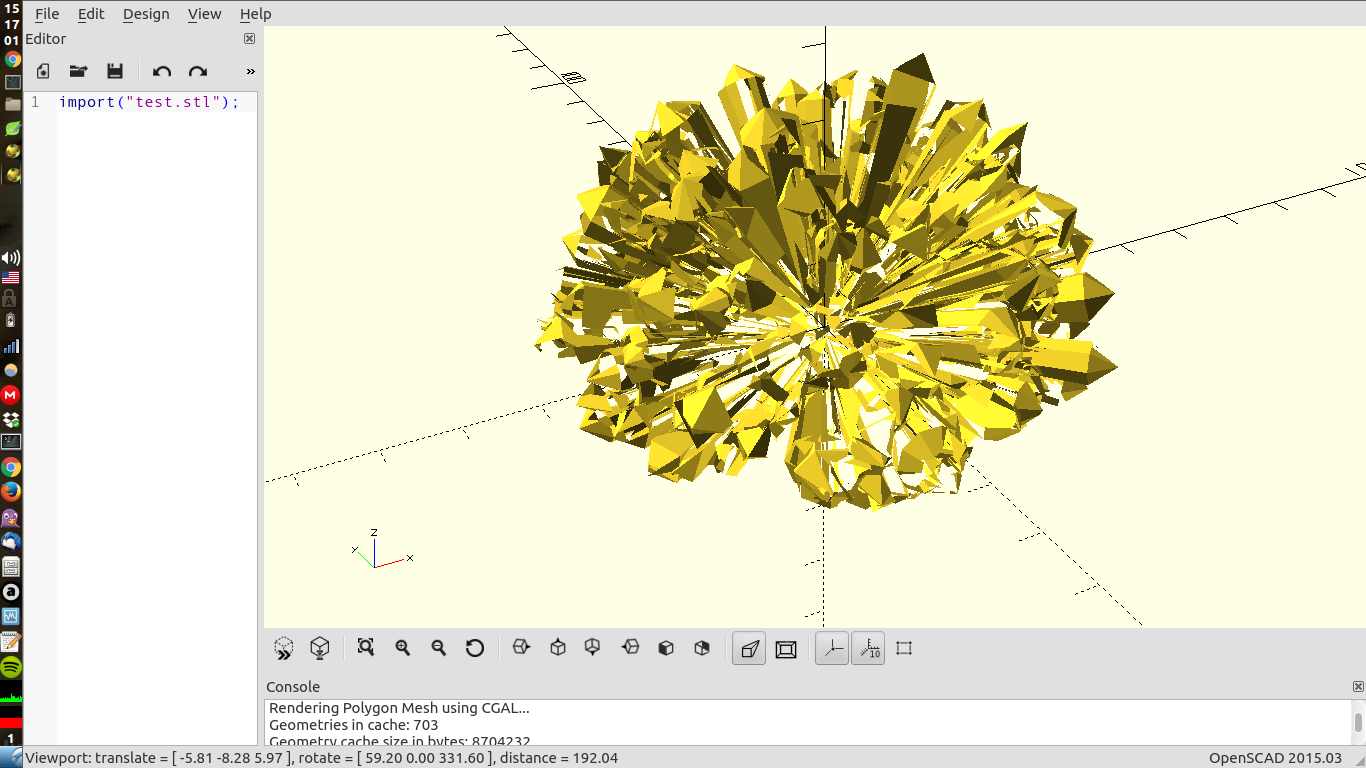 15
17
01
File Edit Design View Help
Editor
»
1 import("test.stl");
z
x
10
Console
Rendering Polygon Mesh using CGAL...
Geometries in cache: 703
Geometry cache size in bytes: 8704232
1
Viewport: translate = [ -5.81 -8.28 5.97 ], rotate = [ 59.20 0.00 331.60 ], distance = 192.04 OpenSCAD 2015.03